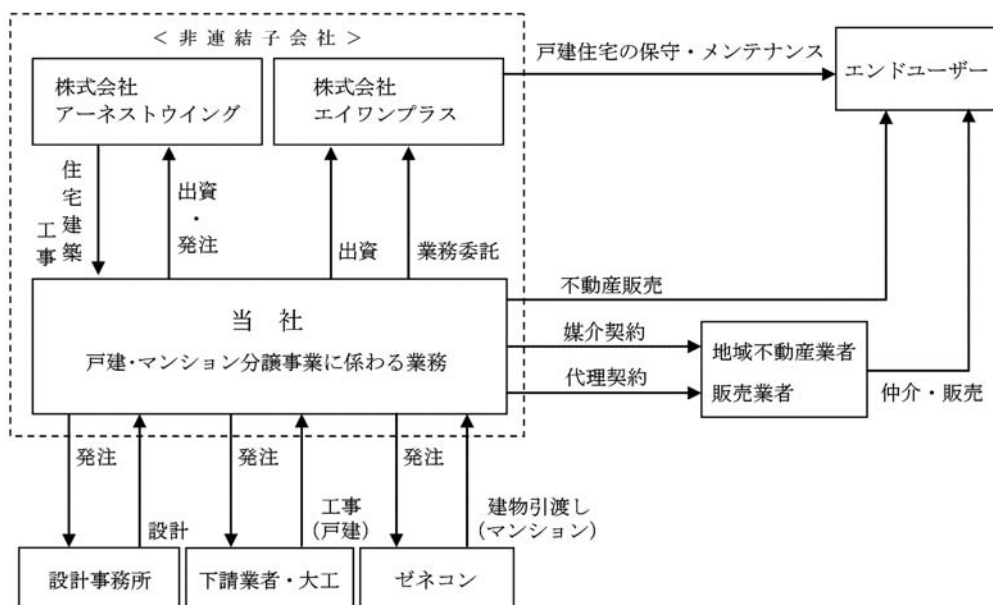 ＜非連結子会社＞
株式会社
アーネストウイング
株式会社
エイワンプラス
戸建住宅の保守・メンテナンス
エンドユーザー
住宅建築
工事
出資
・
発注
出資
業務委託
当　社
戸建・マンション分譲事業に係わる業務
不動産販売
媒介契約
代理契約
地域不動産業者
販売業者
仲介・販売
発注
設計
発注
工事
(戸建)
発注
建物引渡し
(マンション)
設計事務所
下請業者・大工
ゼネコン